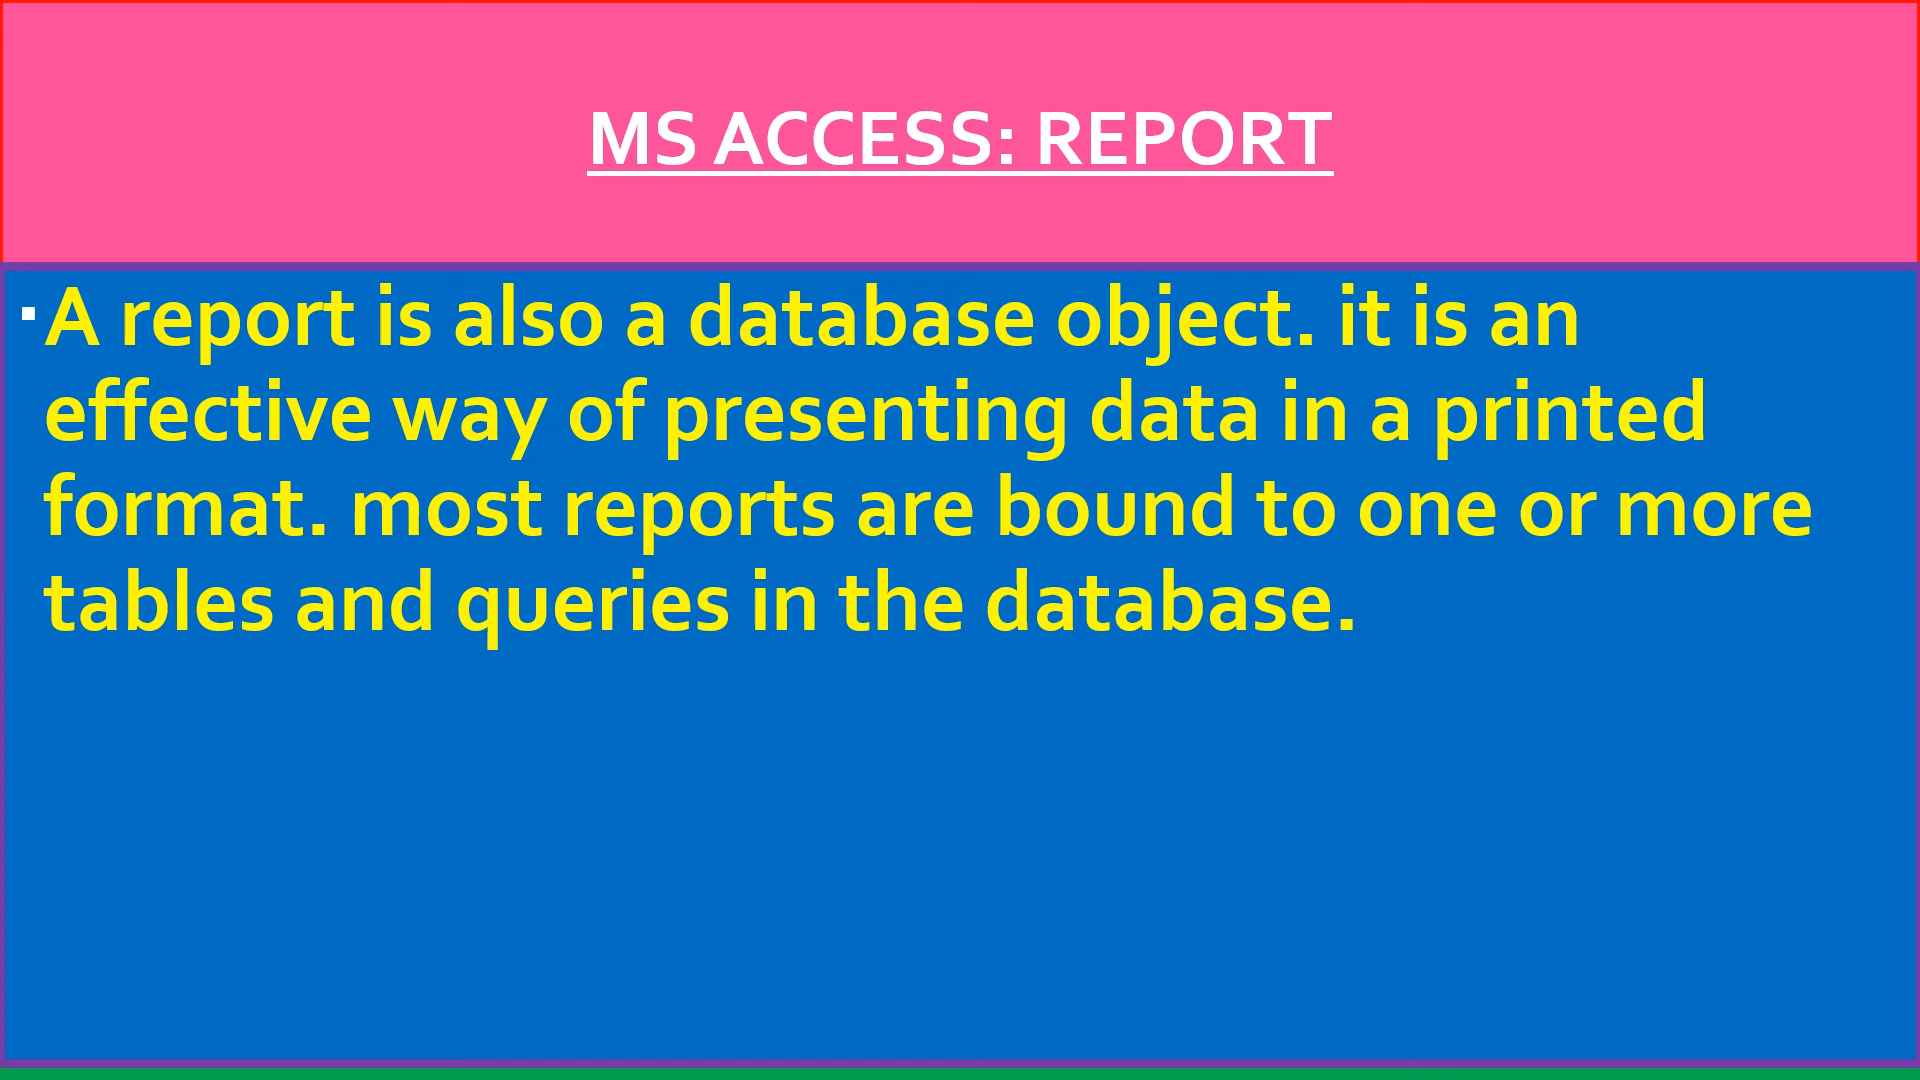 MS ACCESS: REPORT
▪A report is also a database object. it is an
effective way of presenting data in a printed
format. most reports are bound to one or more
tables and queries in the database.